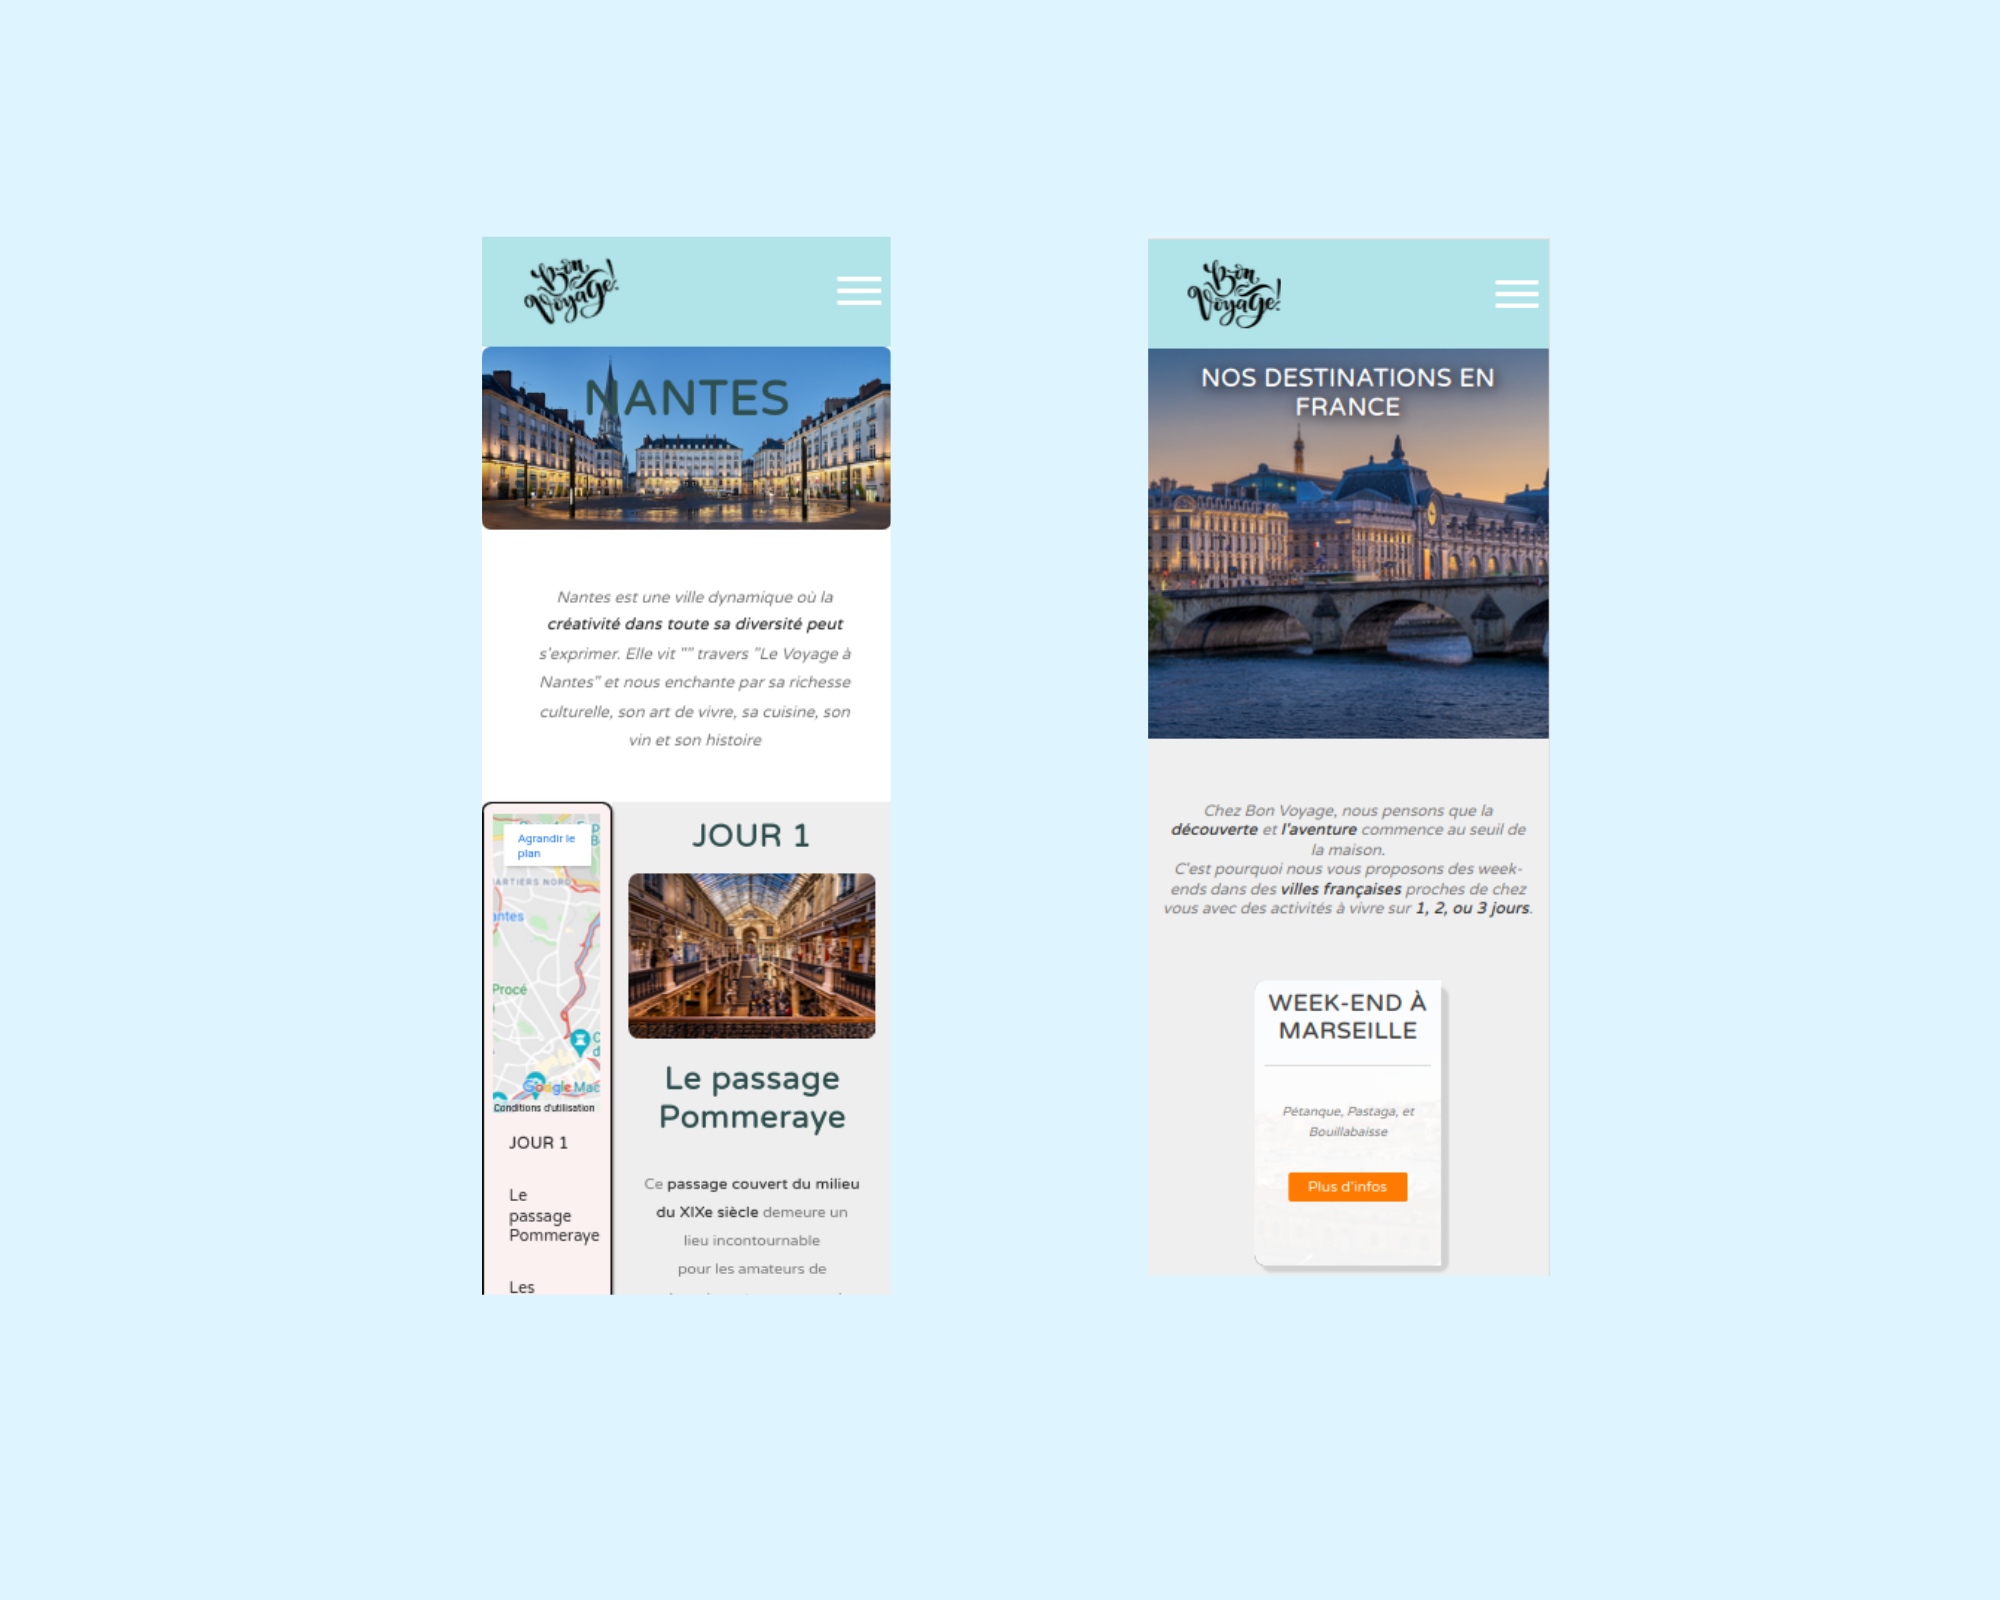 Bon
Voyage!
NANTES
Nantes est une ville dynamique où la
créativité dans toute sa diversité peut
s'exprimer. Elle vit "" travers "Le Voyage à
Nantes" et nous enchante par sa richesse
culturelle, son art de vivre, sa cuisine, son
vin et son histoire
Agrandir le
plan
ARTIERS NORD
antes
Procé
Google
Conditions d'utilisation
JOUR 1
Le
passage
Pommeraye
Les
JOUR 1
Le passage
Pommeraye
Ce passage couvert du milieu
du XIXe siècle demeure un
lieu incontournable
pour les amateurs de
Bon
Voyage!
NOS DESTINATIONS EN
FRANCE
Chez Bon Voyage, nous pensons que la
découverte et l'aventure commence au seuil de
la maison.
C'est pourquoi nous vous proposons des week-
ends dans des villes françaises proches de chez
vous avec des activités à vivre sur 1, 2, ou 3 jours.
WEEK-END À
MARSEILLE
Pétanque, Pastaga, et
Bouillabaisse
Plus d'infos